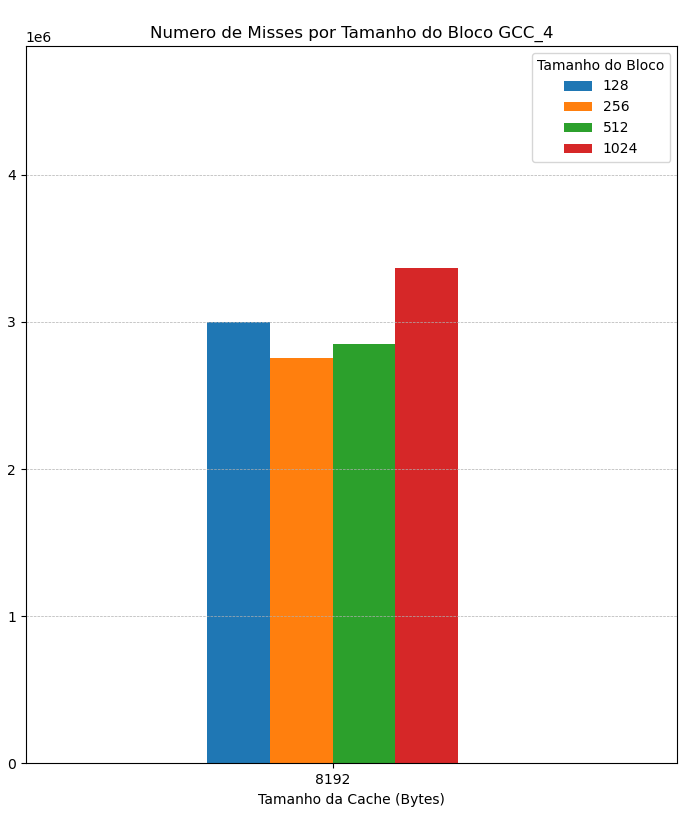 Numero de Misses por Tamanho do Bloco GCC_4
1e6
Tamanho do Bloco
128
256
512
1024
4
3
2
1
0
8192
Tamanho da Cache (Bytes)